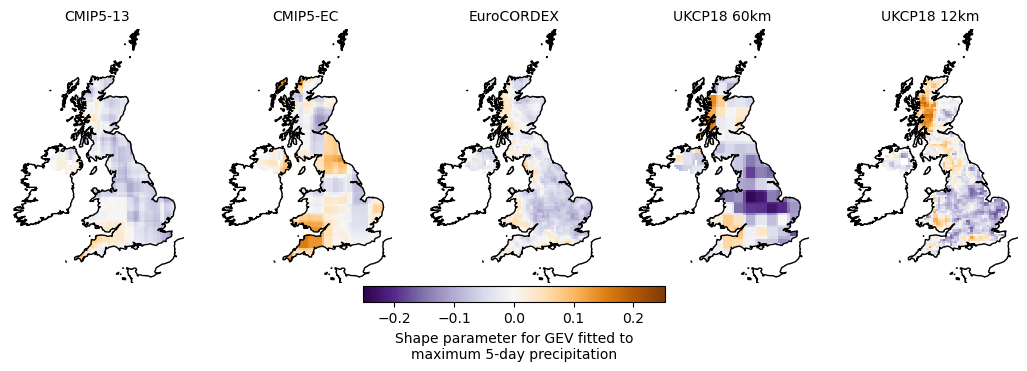 CMIP5-13 CMIP5-EC EuroCORDEX UKCP18 60km UKCP18 12km
−0.2 −0.1 0.0 0.1 0.2
Shape parameter for GEV fitted to
maximum 5-day precipitation